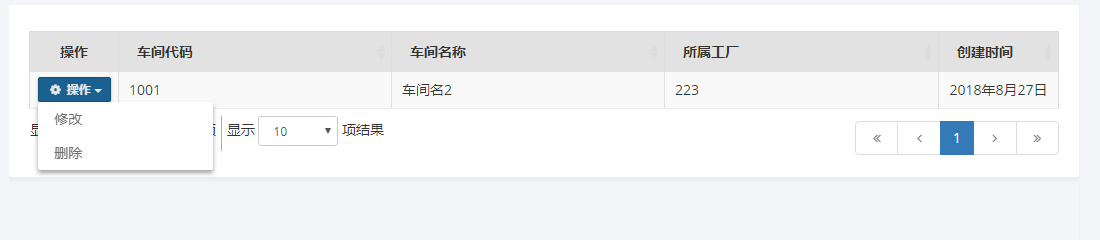 操作 车间代码 车间名称 所属工厂 创建时间
操作 1001 车间名2 223 2018年8月27日
修改
显示 10 项结果
« ‹ 1 › »
删除